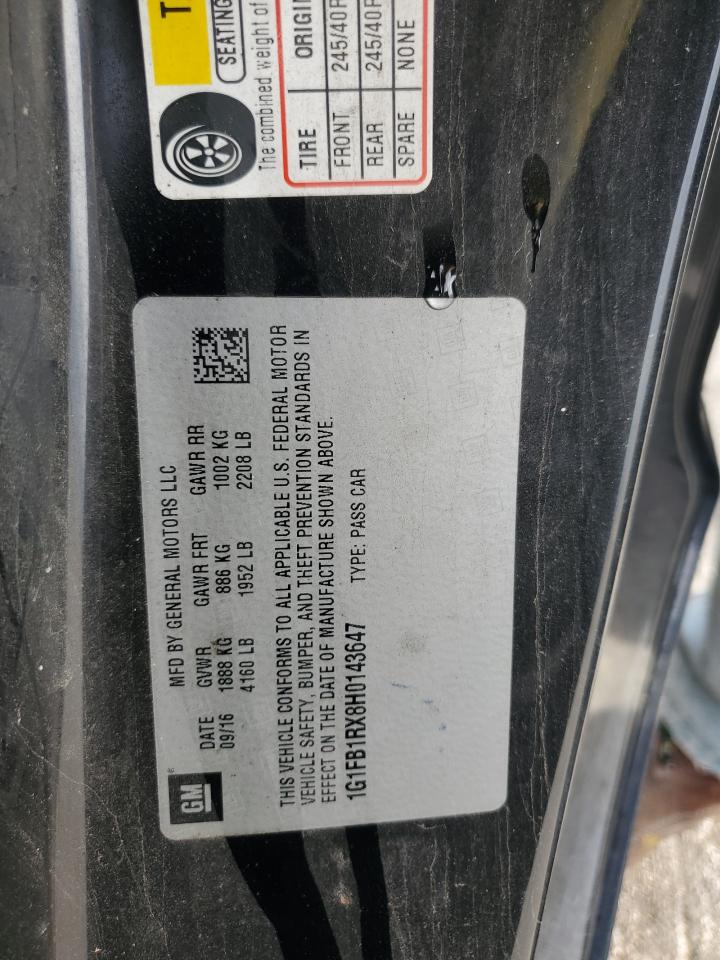 T
SEATING
The combined weight of
TIRE ORIGIN
FRONT 245/40R
REAR 245/40R
SPARE NONE
MFD BY GENERAL MOTORS LLC
DATE GVWR GAWR FRT GAWR RR
09/16 1888 KG 886 KG 1002 KG
4160 LB 1952 LB 2208 LB
GM
THIS VEHICLE CONFORMS TO ALL APPLICABLE U.S. FEDERAL MOTOR
VEHICLE SAFETY, BUMPER, AND THEFT PREVENTION STANDARDS IN
EFFECT ON THE DATE OF MANUFACTURE SHOWN ABOVE.
1G1FB1RX8H0143647 TYPE: PASS CAR